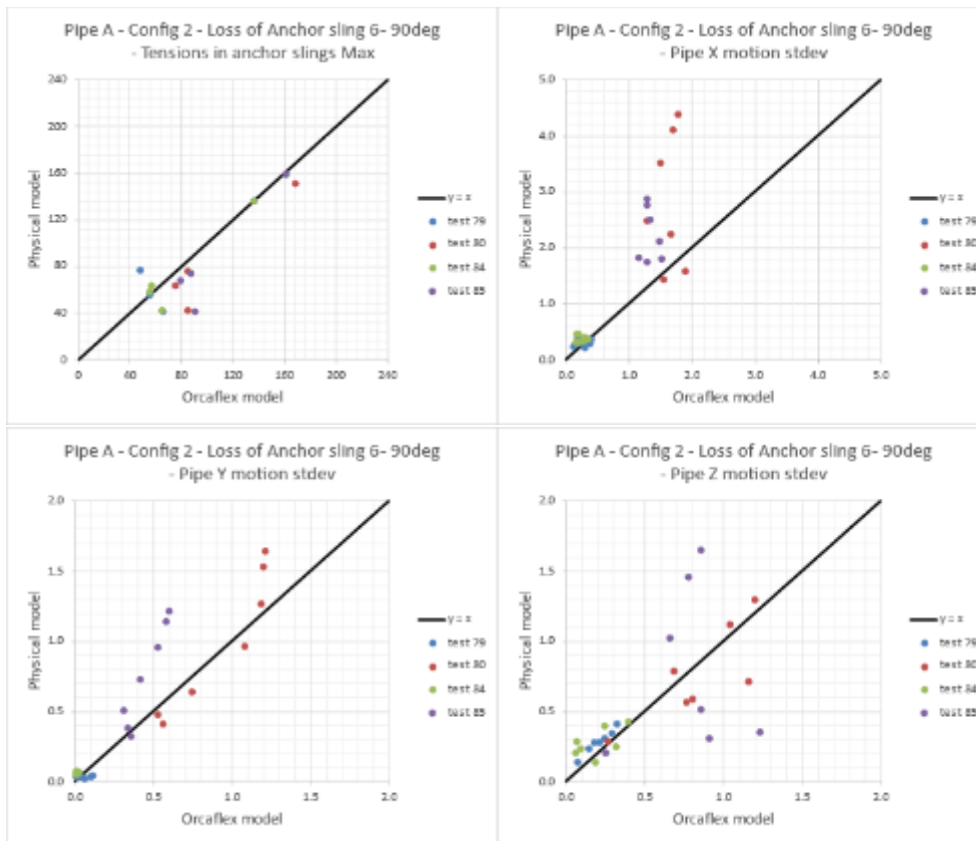 Pipe A - Config 2 - Loss of Anchor sling 6- 90deg
- Tensions in anchor slings Max
240
200
160
120
80
40
0
0 40 80 120 160 200 240
Physical model
Orcaflex model
y = x
test 79
test 80
test 84
test 85
Pipe A - Config 2 - Loss of Anchor sling 6- 90deg
- Pipe X motion stdev
5.0
4.0
3.0
2.0
1.0
0.0
0.0 1.0 2.0 3.0 4.0 5.0
Physical model
Orcaflex model
y = x
test 79
test 80
test 84
test 85
Pipe A - Config 2 - Loss of Anchor sling 6- 90deg
- Pipe Y motion stdev
2.0
1.5
1.0
0.5
0.0
0.0 0.5 1.0 1.5 2.0
Physical model
Orcaflex model
y = x
test 79
test 80
test 84
test 85
Pipe A - Config 2 - Loss of Anchor sling 6- 90deg
- Pipe Z motion stdev
2.0
1.5
1.0
0.5
0.0
0.0 0.5 1.0 1.5 2.0
Physical model
Orcaflex model
y = x
test 79
test 80
test 84
test 85